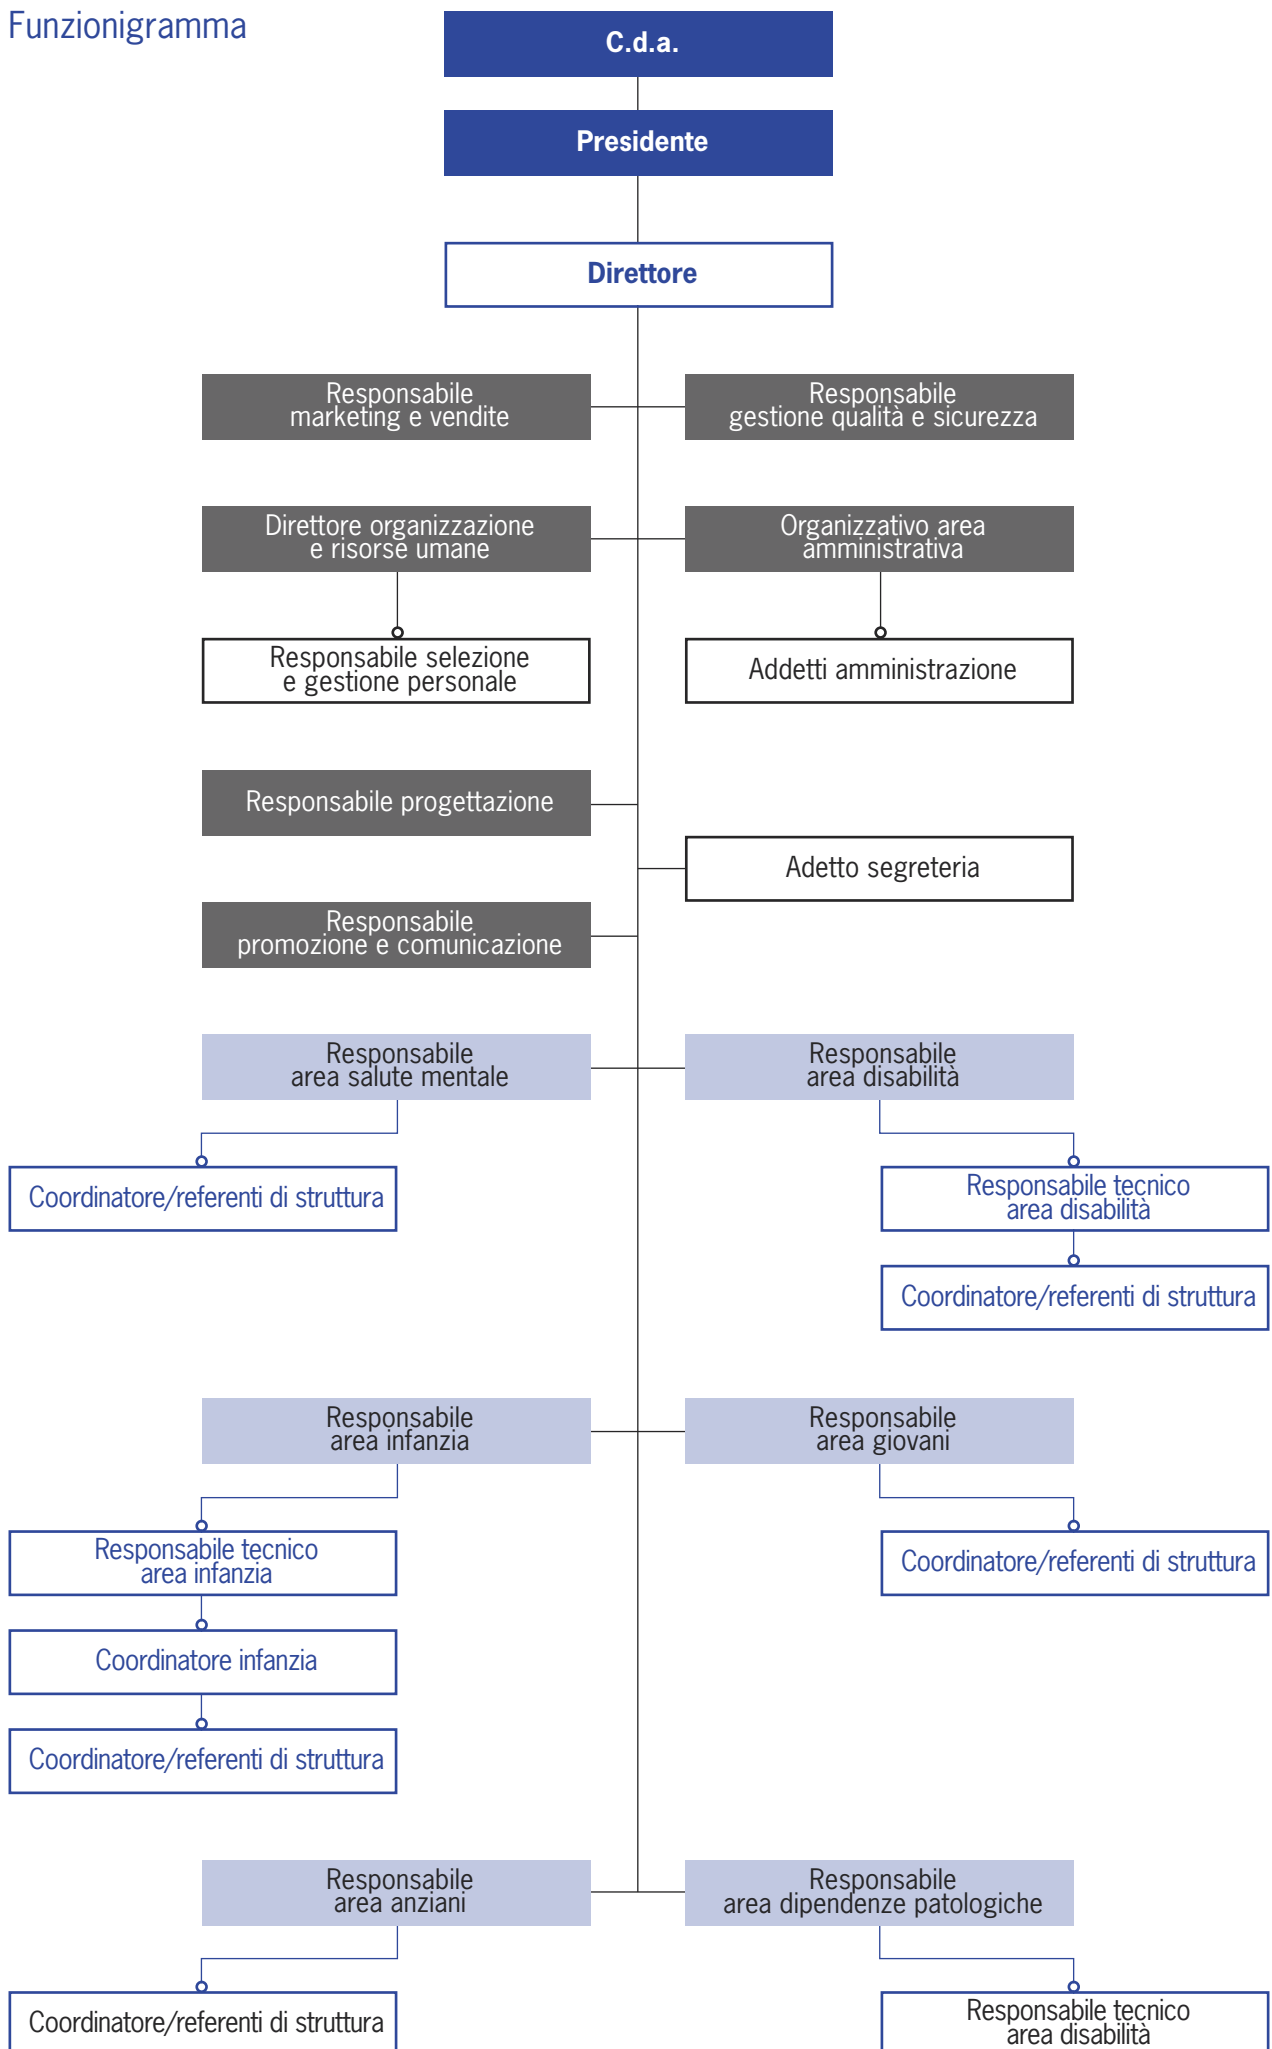 Funzionigramma
C.d.a.
Presidente
Direttore
Responsabile
marketing e vendite
Responsabile
gestione qualità e sicurezza
Direttore organizzazione
e risorse umane
Organizzativo area
amministrativa
Responsabile selezione
e gestione personale
Addetti amministrazione
Responsabile progettazione
Adetto segreteria
Responsabile
promozione e comunicazione
Responsabile
area salute mentale
Responsabile
area disabilità
Coordinatore/referenti di struttura
Responsabile tecnico
area disabilità
Coordinatore/referenti di struttura
Responsabile
area infanzia
Responsabile
area giovani
Responsabile tecnico
area infanzia
Coordinatore/referenti di struttura
Coordinatore infanzia
Coordinatore/referenti di struttura
Responsabile
area anziani
Responsabile
area dipendenze patologiche
Coordinatore/referenti di struttura
Responsabile tecnico
area disabilità